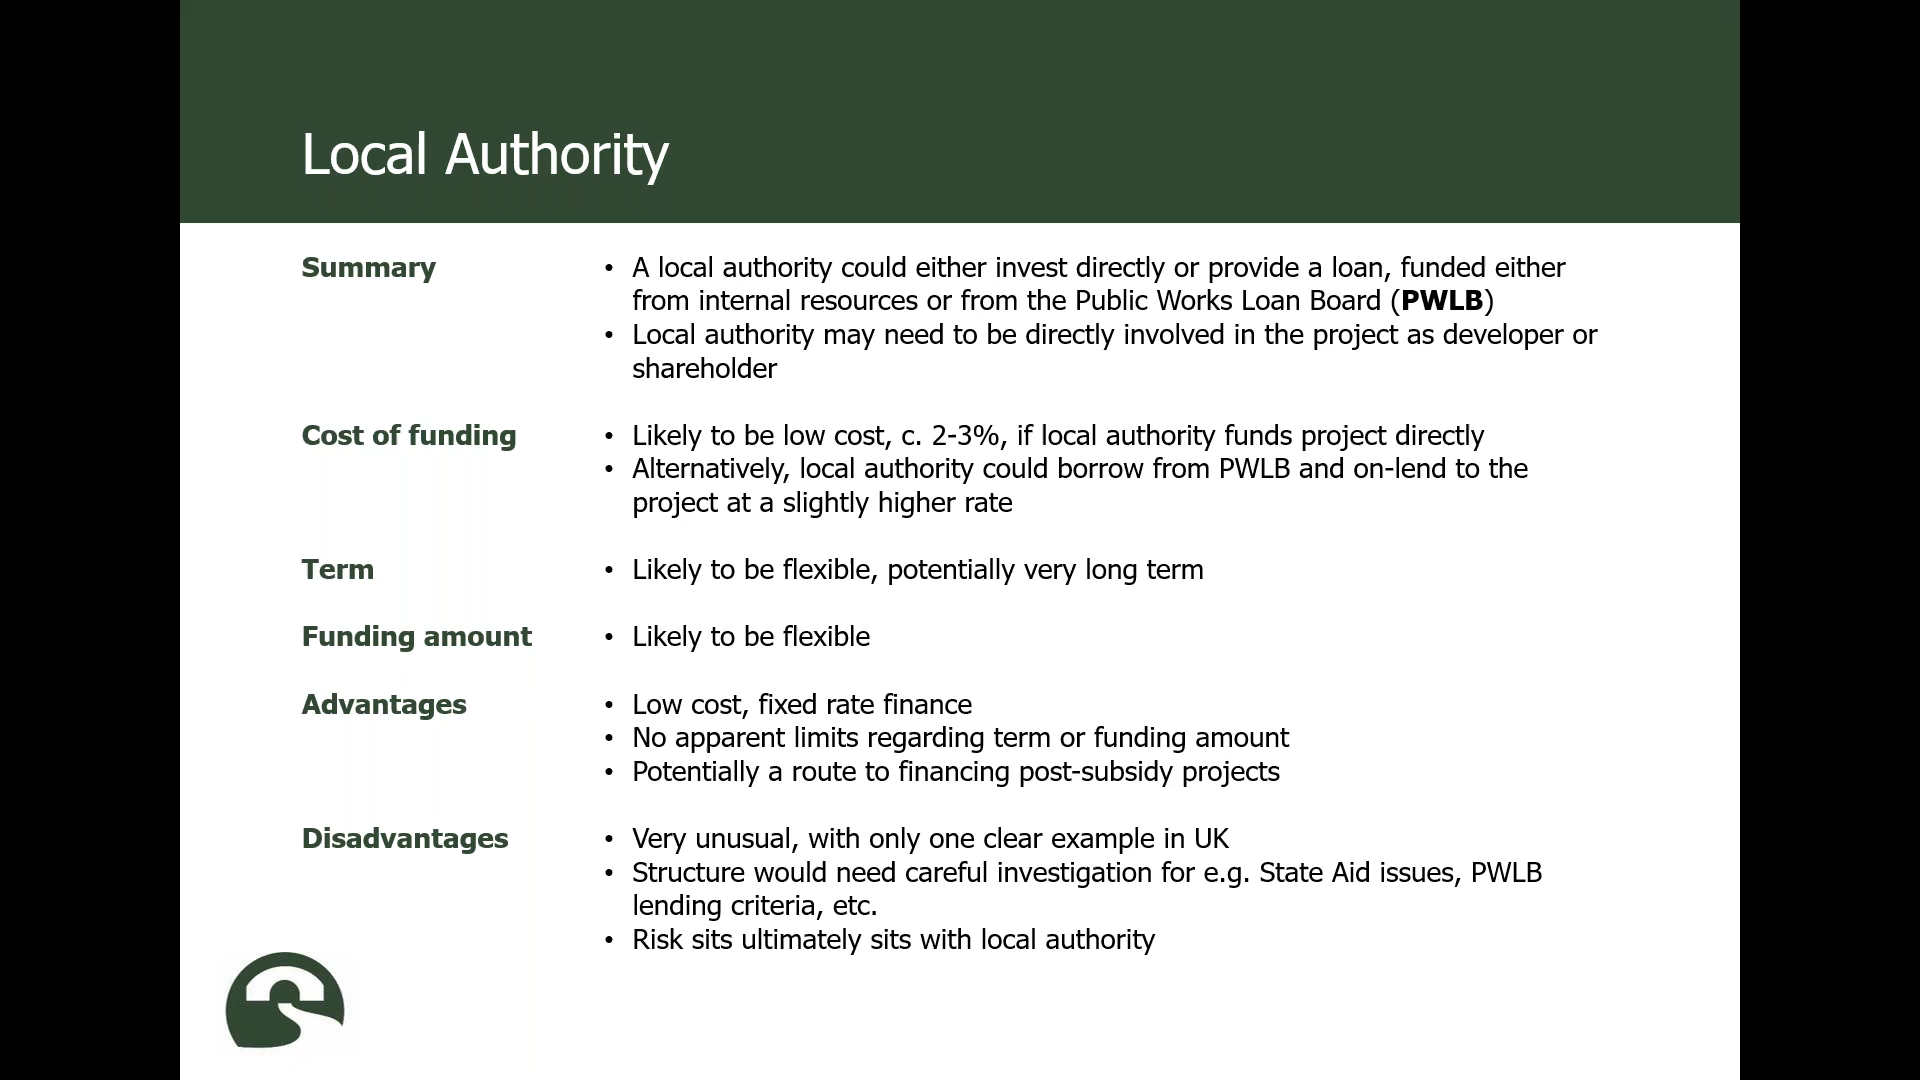 Local Authority
Summary
• A local authority could either invest directly or provide a loan, funded either
from internal resources or from the Public Works Loan Board (PWLB)
• Local authority may need to be directly involved in the project as developer or
shareholder
Cost of funding
• Likely to be low cost, c. 2-3%, if local authority funds project directly
• Alternatively, local authority could borrow from PWLB and on-lend to the
project at a slightly higher rate
Term
• Likely to be flexible, potentially very long term
Funding amount
• Likely to be flexible
Advantages
• Low cost, fixed rate finance
• No apparent limits regarding term or funding amount
• Potentially a route to financing post-subsidy projects
Disadvantages
• Very unusual, with only one clear example in UK
• Structure would need careful investigation for e.g. State Aid issues, PWLB
lending criteria, etc.
• Risk sits ultimately sits with local authority